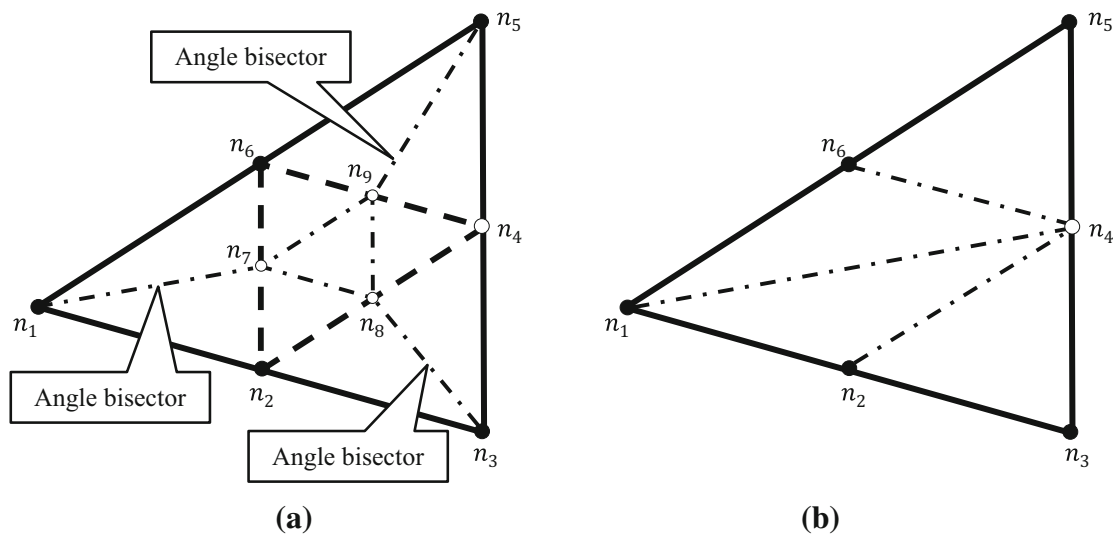 n₅
Angle bisector
n₆
n₉
n₄
n₇
n₁
n₈
n₂
Angle bisector
Angle bisector
n₃
(a)
n₅
n₆
n₄
n₁
n₂
n₃
(b)